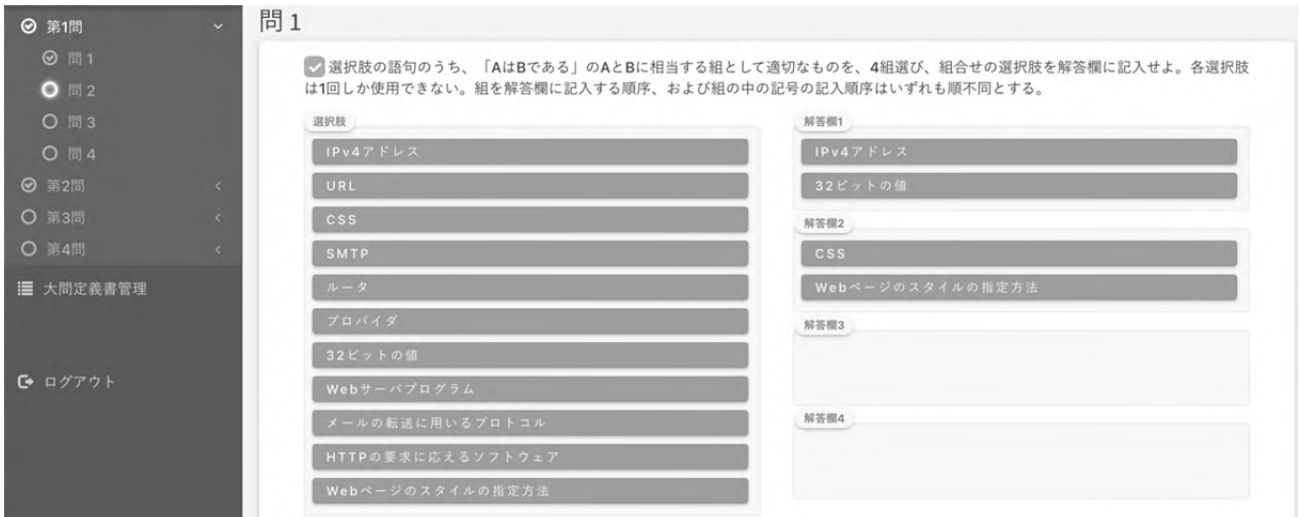 第1問
問 1
問 2
問 3
問 4
第2問
第3問
第4問
大問定義書管理
ログアウト
問 1
選択肢の語句のうち、「AはBである」のAとBに相当する組として適切なものを、4組選び、組合せの選択肢を解答欄に記入せよ。各選択肢
は1回しか使用できない。組を解答欄に記入する順序、および組の中の記号の記入順序はいずれも順不同とする。
選択肢
IPv4アドレス
URL
CSS
SMTP
ルータ
プロバイダ
32ビットの値
Webサーバプログラム
メールの転送に用いるプロトコル
HTTPの要求に応えるソフトウェア
Webページのスタイルの指定方法
解答欄1
IPv4アドレス
32ビットの値
解答欄2
CSS
Webページのスタイルの指定方法
解答欄3
解答欄4